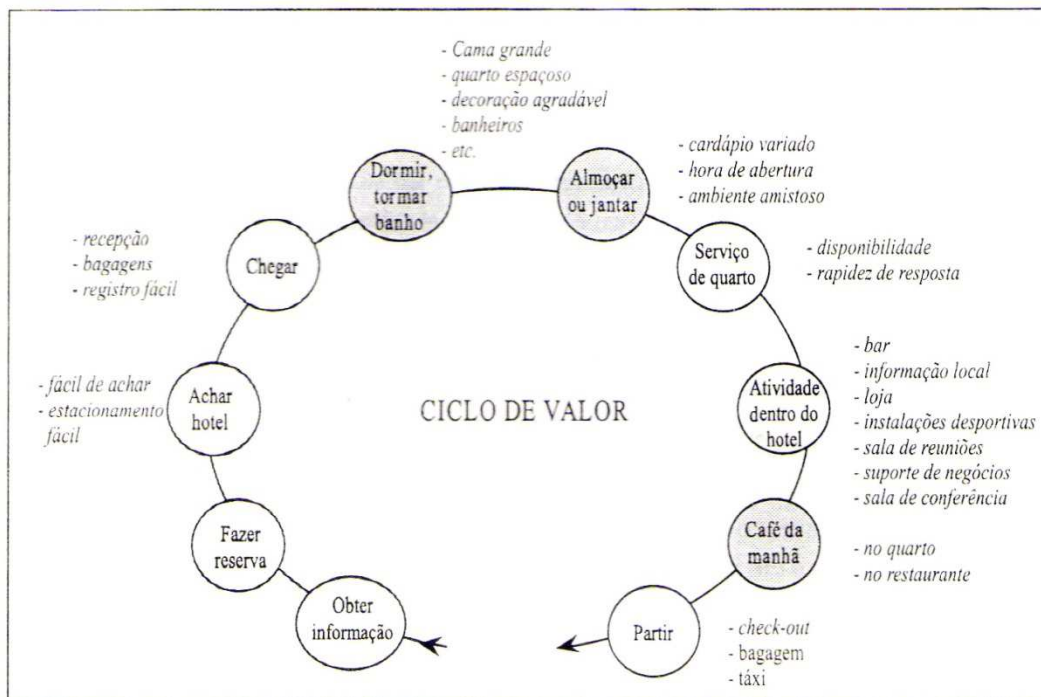 - Cama grande
- quarto espaçoso
- decoração agradável
- banheiros
- etc.
Dormir,
tormar
banho
Almoçar
ou jantar
- cardápio variado
- hora de abertura
- ambiente amistoso
- recepção
- bagagens
- registro fácil
Chegar
Serviço
de quarto
- disponibilidade
- rapidez de resposta
- fácil de achar
- estacionamento
fácil
Achar
hotel
CICLO DE VALOR
Atividade
dentro do
hotel
- bar
- informação local
- loja
- instalações desportivas
- sala de reuniões
- suporte de negócios
- sala de conferência
Fazer
reserva
Café da
manhã
- no quarto
- no restaurante
Obter
informação
Partir
- check-out
- bagagem
- táxi